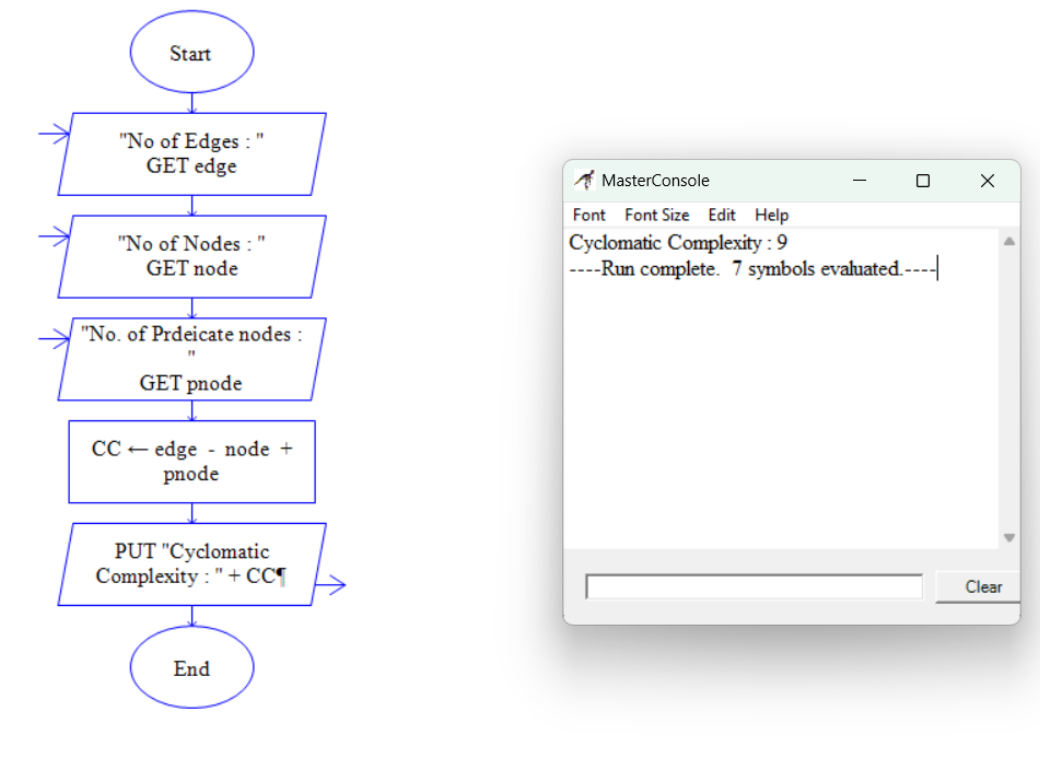 Start
"No of Edges : "
GET edge
"No of Nodes : "
GET node
"No. of Prdeicate nodes :
"
GET pnode
CC ← edge - node +
pnode
PUT "Cyclomatic
Complexity : " + CC¶
End
MasterConsole
Font Font Size Edit Help
Cyclomatic Complexity : 9
----Run complete. 7 symbols evaluated.----
Clear